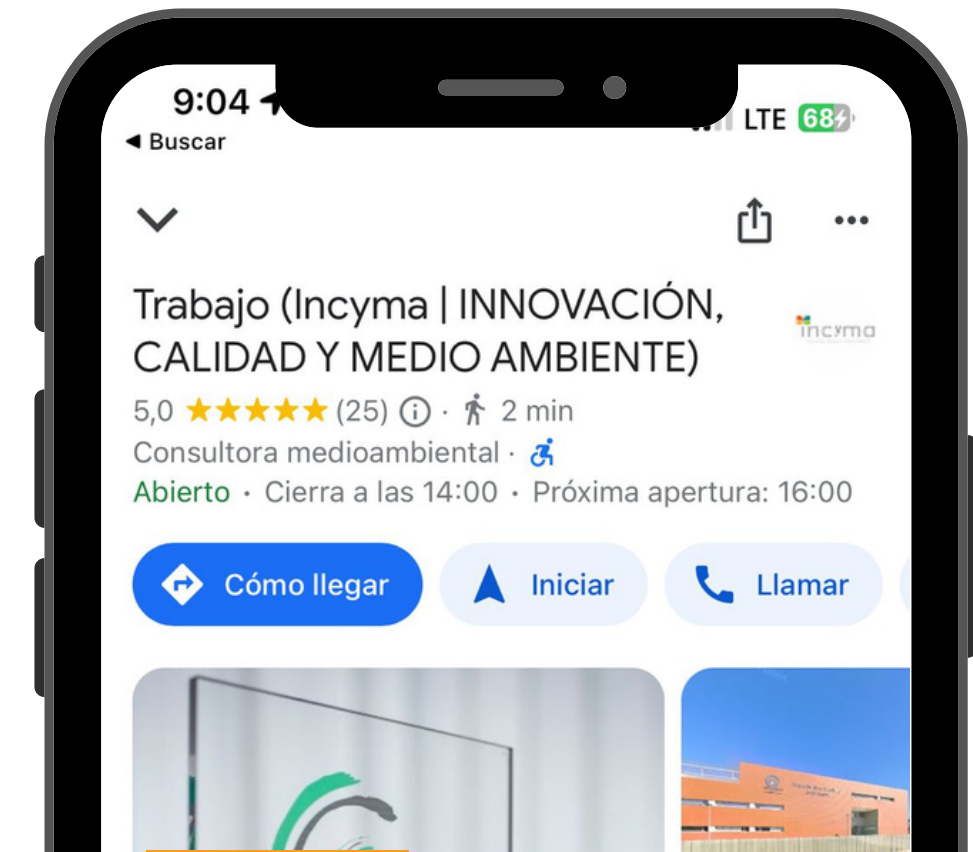 9:04
LTE 68
◀ Buscar
Trabajo (Incyma | INNOVACIÓN,
CALIDAD Y MEDIO AMBIENTE)
incyma
5,0 ★★★★★ (25) · 2 min
Consultora medioambiental ·
Abierto · Cierra a las 14:00 · Próxima apertura: 16:00
Cómo llegar
Iniciar
Llamar